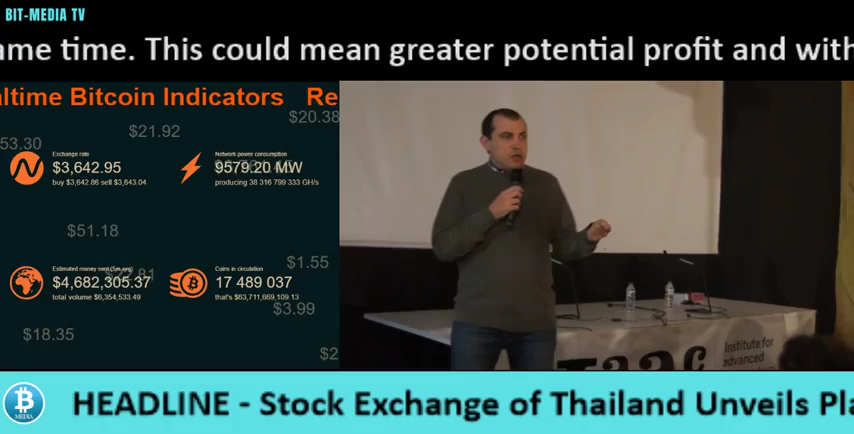 BIT-MEDIA TV
ame time. This could mean greater potential profit and with
altime Bitcoin Indicators Re
$20.38
$21.92
53.30
Exchange rate
$3,642.95
buy $3,642.86 sell $3,643.04
Network power consumption
9579.20 MW
producing 38 316 799 333 GH/s
$51.18
$1.55
Estimated money sent
$4,682,305.37
total volume $6,354,533.49
Coins in circulation
17 489 037
that's $63,711,669,109.13
$3.99
$18.35
$2
Institute for
advanced
MEDIA
HEADLINE - Stock Exchange of Thailand Unveils Pla